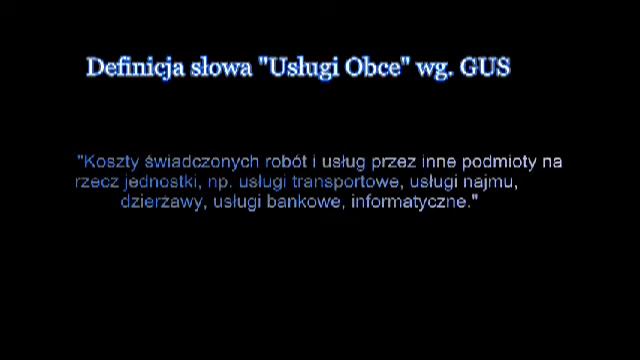 Definicja słowa "Usługi Obce" wg. GUS
"Koszty świadczonych robót i usług przez inne podmioty na
rzecz jednostki, np. usługi transportowe, usługi najmu,
dzierżawy, usługi bankowe, informatyczne."